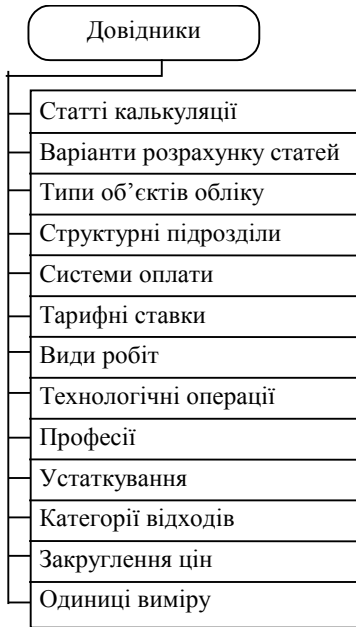 Довідники
Статті калькуляції
Варіанти розрахунку статей
Типи об’єктів обліку
Структурні підрозділи
Системи оплати
Тарифні ставки
Види робіт
Технологічні операції
Професії
Устаткування
Категорії відходів
Закруглення цін
Одиниці виміру